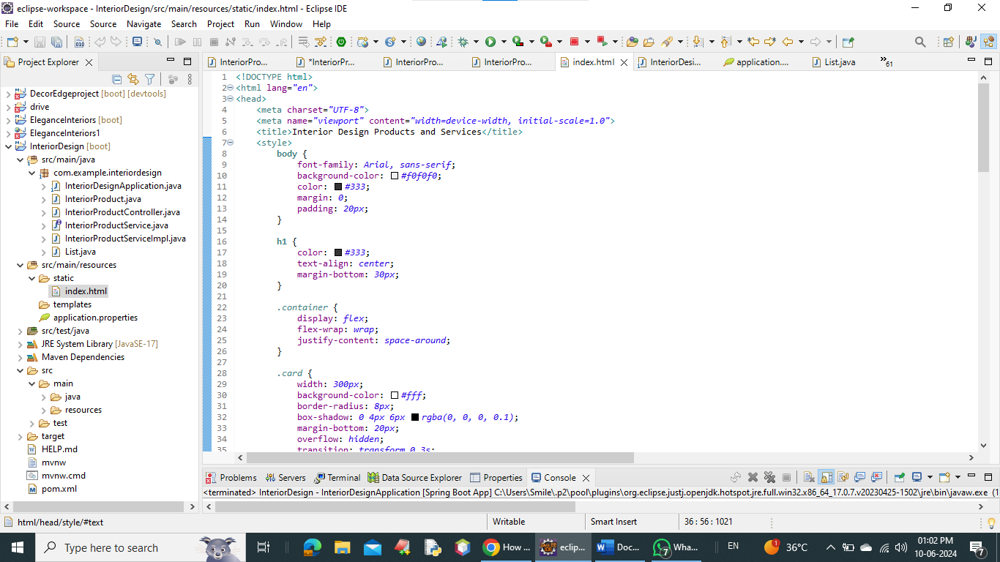 eclipse-workspace - InteriorDesign/src/main/resources/static/index.html - Eclipse IDE
File Edit Source Source Navigate Search Project Run Window Help
Project Explorer
InteriorPro... *InteriorPr... InteriorPro... InteriorPro... index.html InteriorDesi... application.... List.java »61
DecorEdgeproject [boot] [devtools]
drive
EleganceInteriors [boot]
EleganceInteriors1
InteriorDesign [boot]
src/main/java
com.example.interiordesign
InteriorDesignApplication.java
InteriorProduct.java
InteriorProductController.java
InteriorProductService.java
InteriorProductServiceImpl.java
List.java
src/main/resources
static
index.html
templates
application.properties
src/test/java
JRE System Library [JavaSE-17]
Maven Dependencies
src
main
java
resources
test
target
HELP.md
mvnw
mvnw.cmd
pom.xml
1 <!DOCTYPE html>
2 <html lang="en">
3 <head>
4 <meta charset="UTF-8">
5 <meta name="viewport" content="width=device-width, initial-scale=1.0">
6 <title>Interior Design Products and Services</title>
7 <style>
8 body {
9 font-family: Arial, sans-serif;
10 background-color: #f0f0f0;
11 color: #333;
12 margin: 0;
13 padding: 20px;
14 }
15
16 h1 {
17 color: #333;
18 text-align: center;
19 margin-bottom: 30px;
20 }
21
22 .container {
23 display: flex;
24 flex-wrap: wrap;
25 justify-content: space-around;
26 }
27
28 .card {
29 width: 300px;
30 background-color: #fff;
31 border-radius: 8px;
32 box-shadow: 0 4px 6px rgba(0, 0, 0, 0.1);
33 margin-bottom: 20px;
34 overflow: hidden;
35 transition: transform 0.3s;
Problems Servers Terminal Data Source Explorer Properties Console
<terminated> InteriorDesign - InteriorDesignApplication [Spring Boot App] C:\Users\Smile\.p2\pool\plugins\org.eclipse.justj.openjdk.hotspot.jre.full.win32.x86_64_17.0.7.v20230425-1502\jre\bin\javaw.exe (1
html/head/style/#text Writable Smart Insert 36 : 56 : 1021
Type here to search How ... eclip... Doc... 7 Wha... EN 1 36°C 01:02 PM
10-06-2024 7